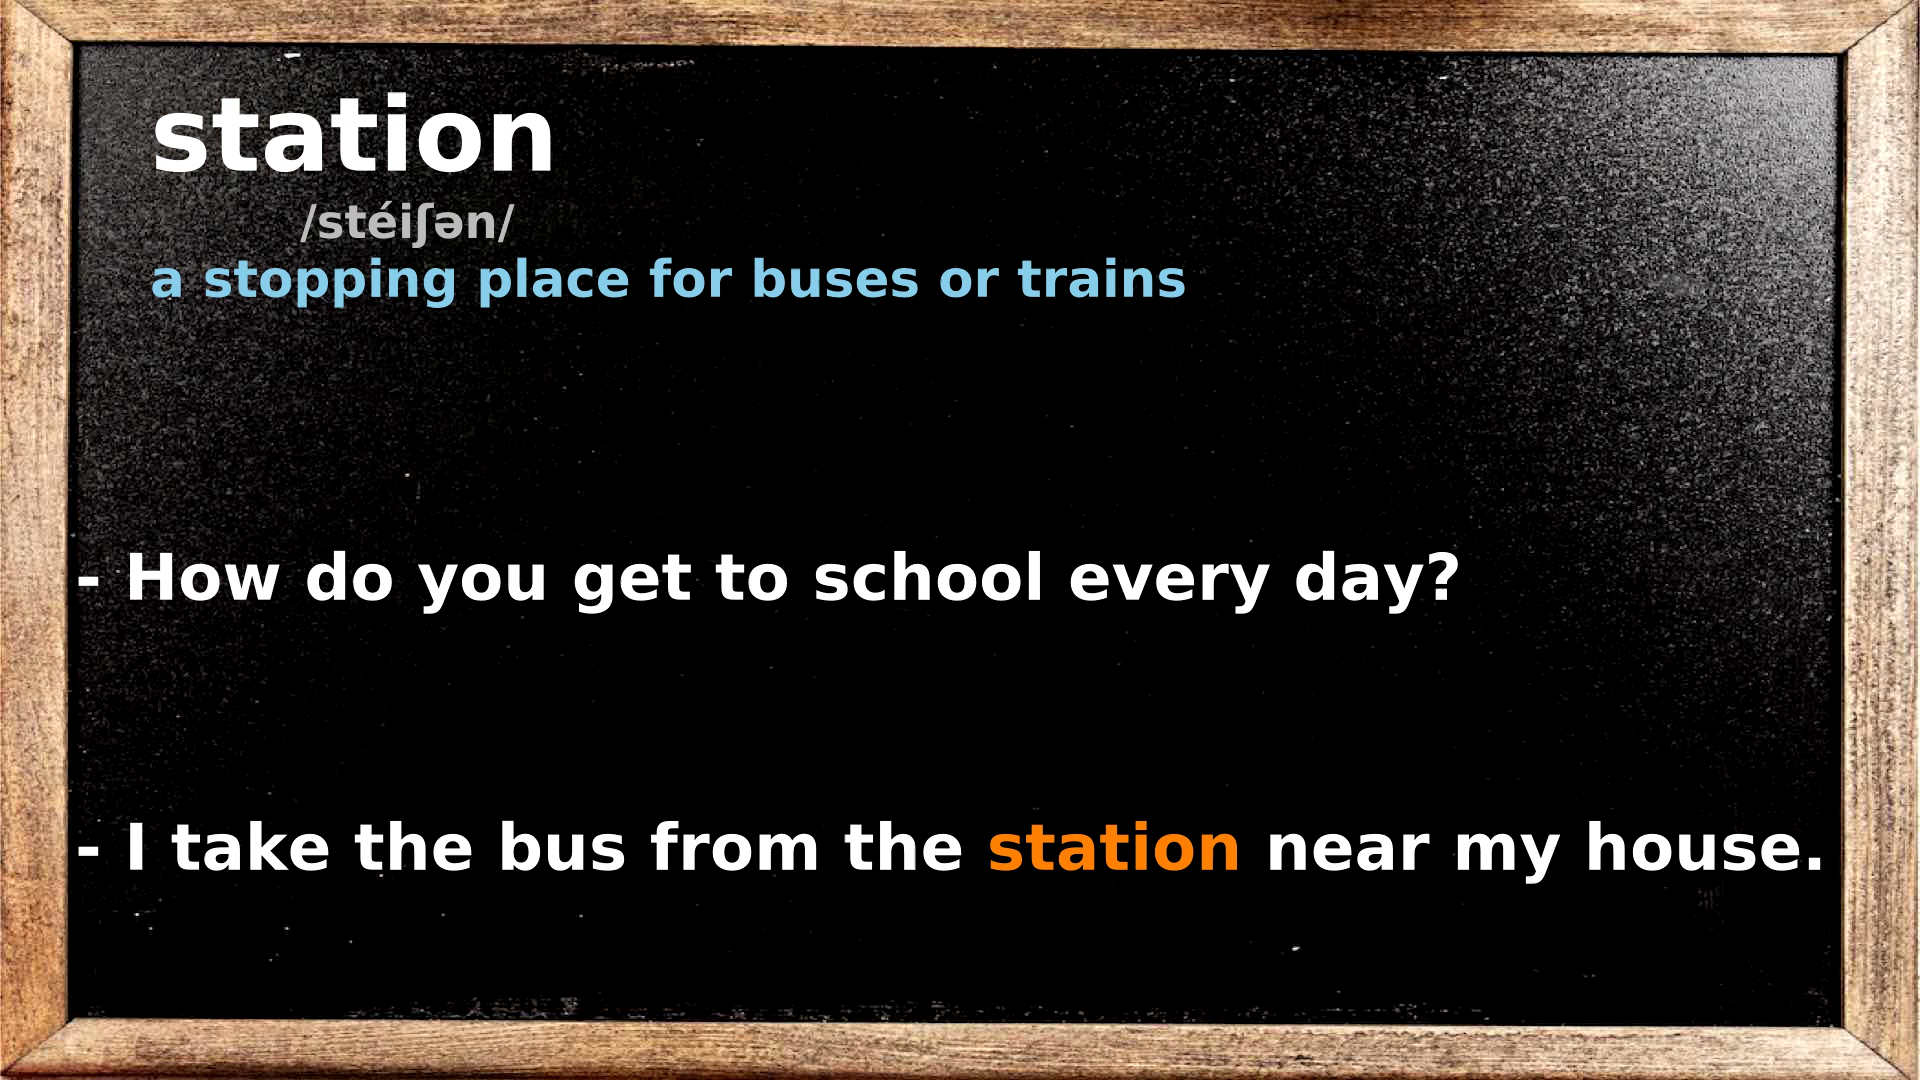 station
/stéiʃən/
a stopping place for buses or trains
- How do you get to school every day?
- I take the bus from the station near my house.